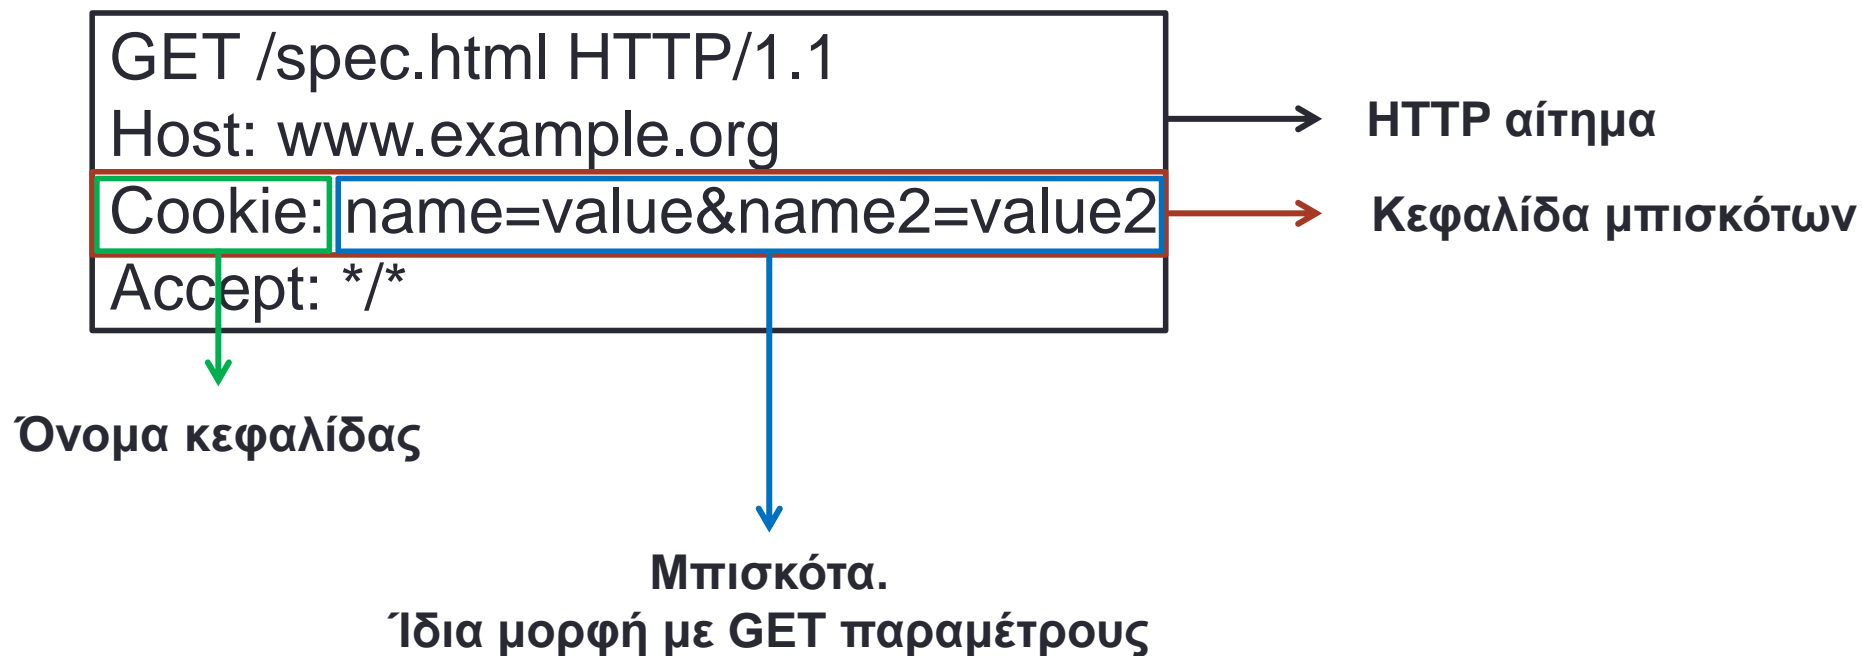 GET /spec.html HTTP/1.1
Host: www.example.org
Cookie: name=value&name2=value2
Accept: */*
HTTP αίτημα
Κεφαλίδα μπισκότων
Όνομα κεφαλίδας
Μπισκότα.
Ίδια μορφή με GET παραμέτρους